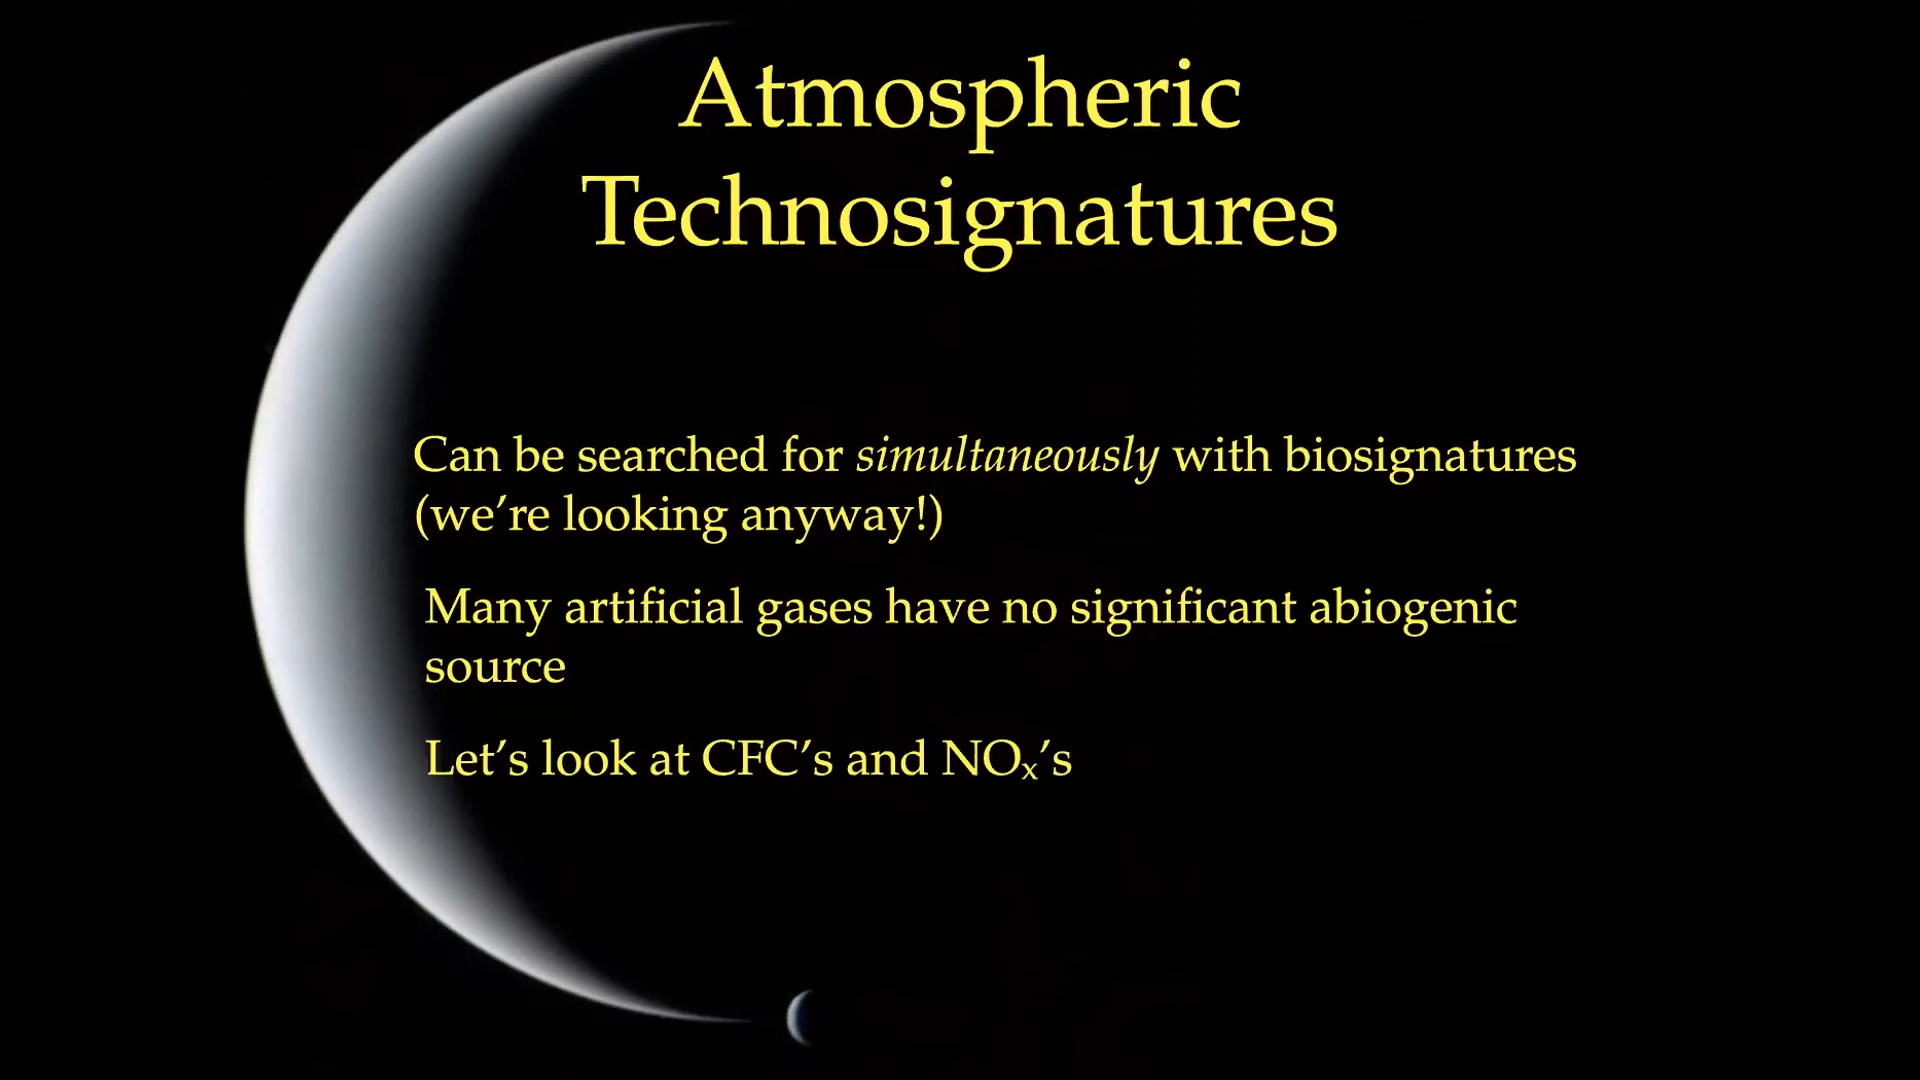 Atmospheric
Technosignatures
Can be searched for simultaneously with biosignatures
(we’re looking anyway!)
Many artificial gases have no significant abiogenic
source
Let’s look at CFC’s and NOₓ’s